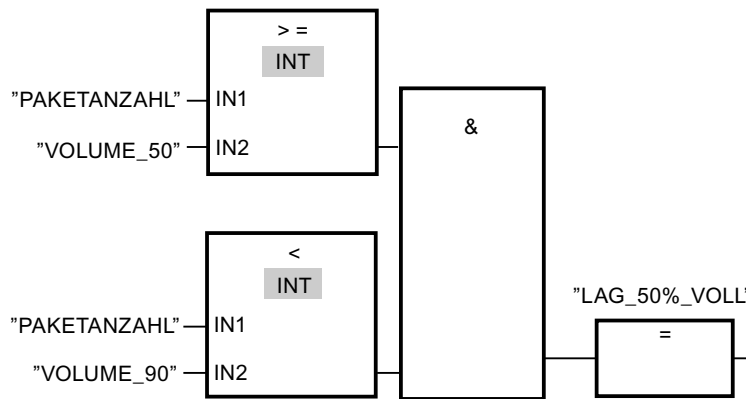 > =
INT
"PAKETANZAHL"
IN1
"VOLUME_50"
IN2
&
<
INT
"PAKETANZAHL"
IN1
"VOLUME_90"
IN2
"LAG_50%_VOLL"
=